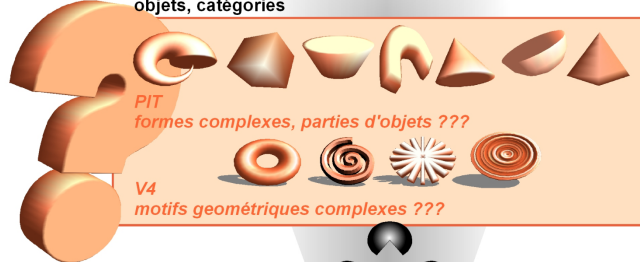 objets, catégories
PIT
formes complexes, parties d'objets ???
V4
motifs geométriques complexes ???